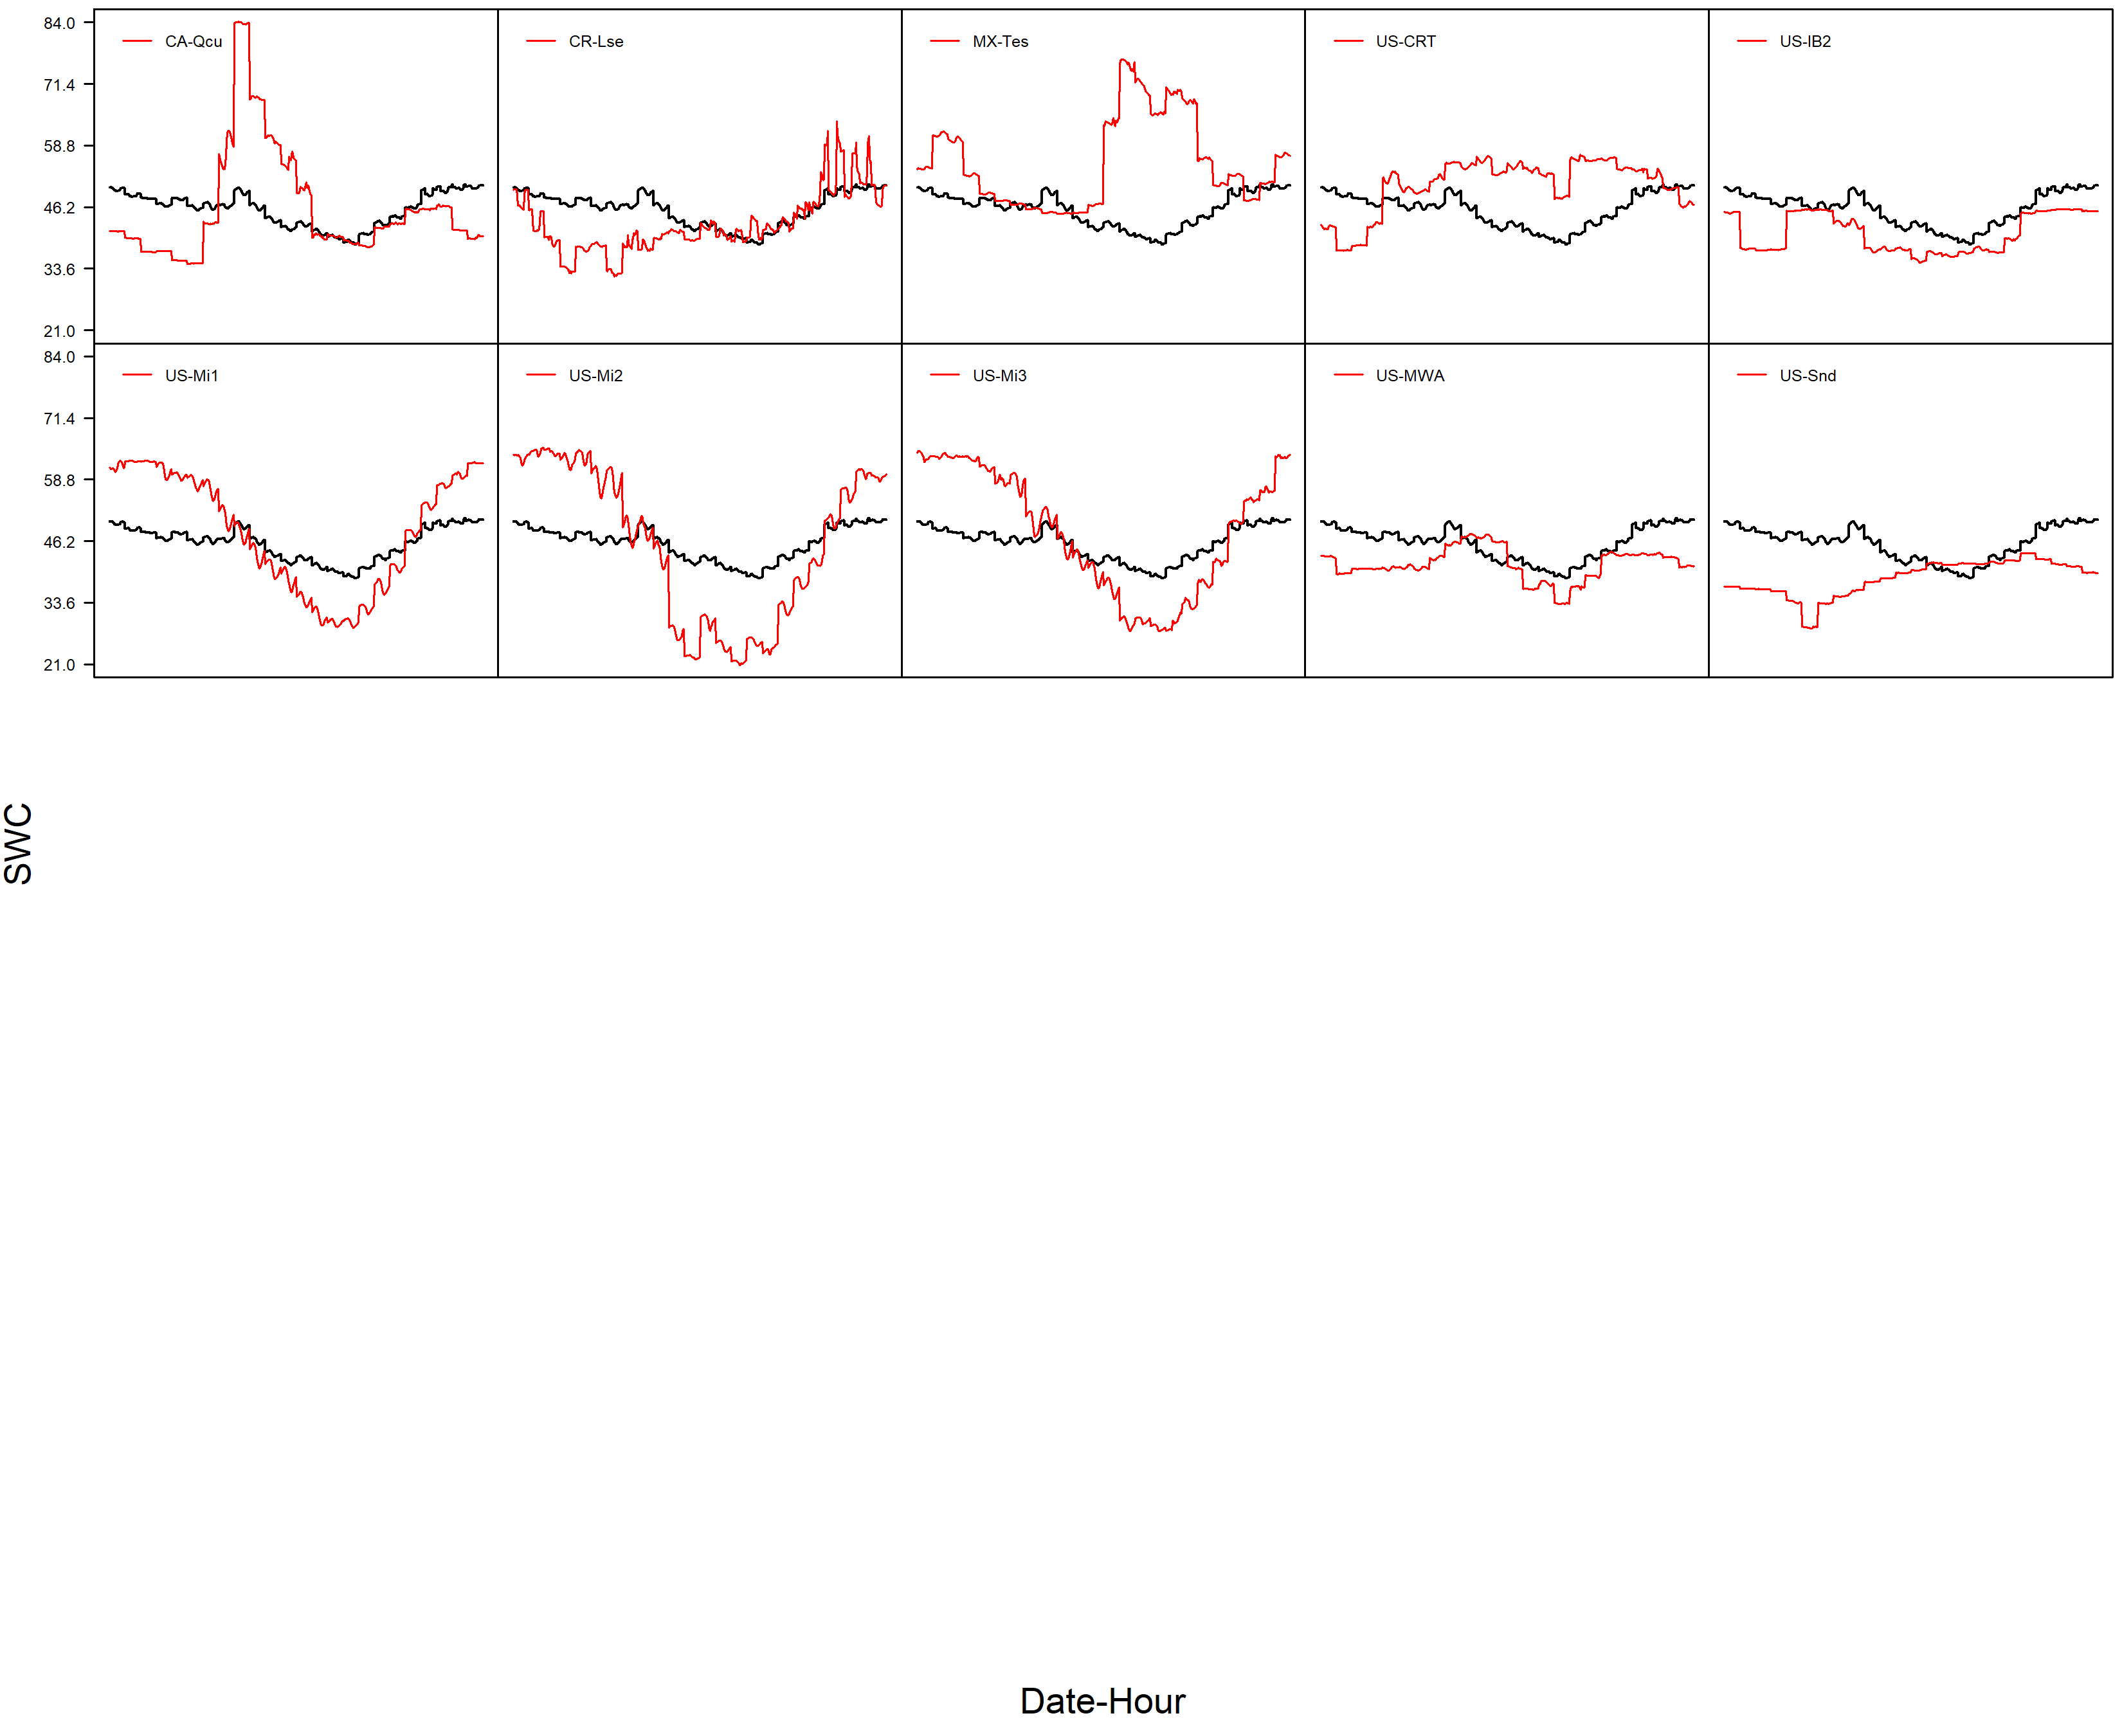 84.0
71.4
58.8
46.2
33.6
21.0
CA-Qcu
CR-Lse
MX-Tes
US-CRT
US-IB2
84.0
71.4
58.8
46.2
33.6
21.0
US-Mi1
US-Mi2
US-Mi3
US-MWA
US-Snd
SWC
Date-Hour